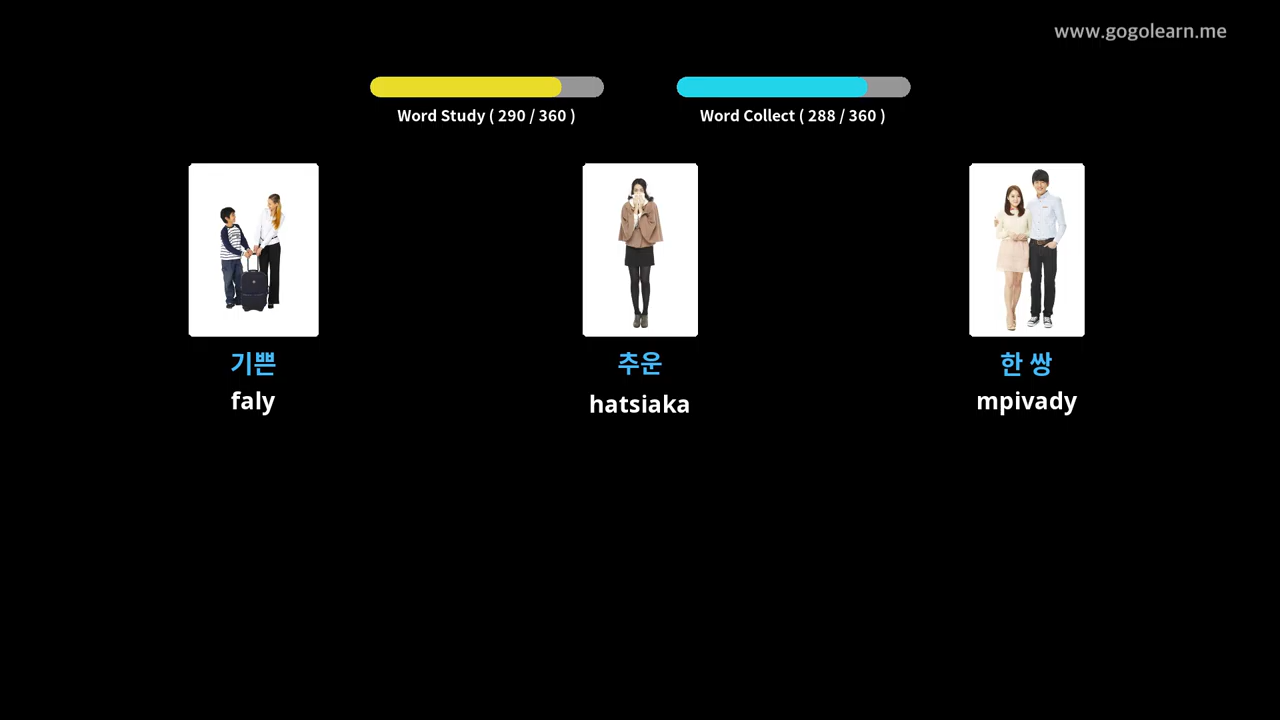 www.gogolearn.me
Word Study ( 290 / 360 )
Word Collect ( 288 / 360 )
기쁜
faly
추운
hatsiaka
한 쌍
mpivady